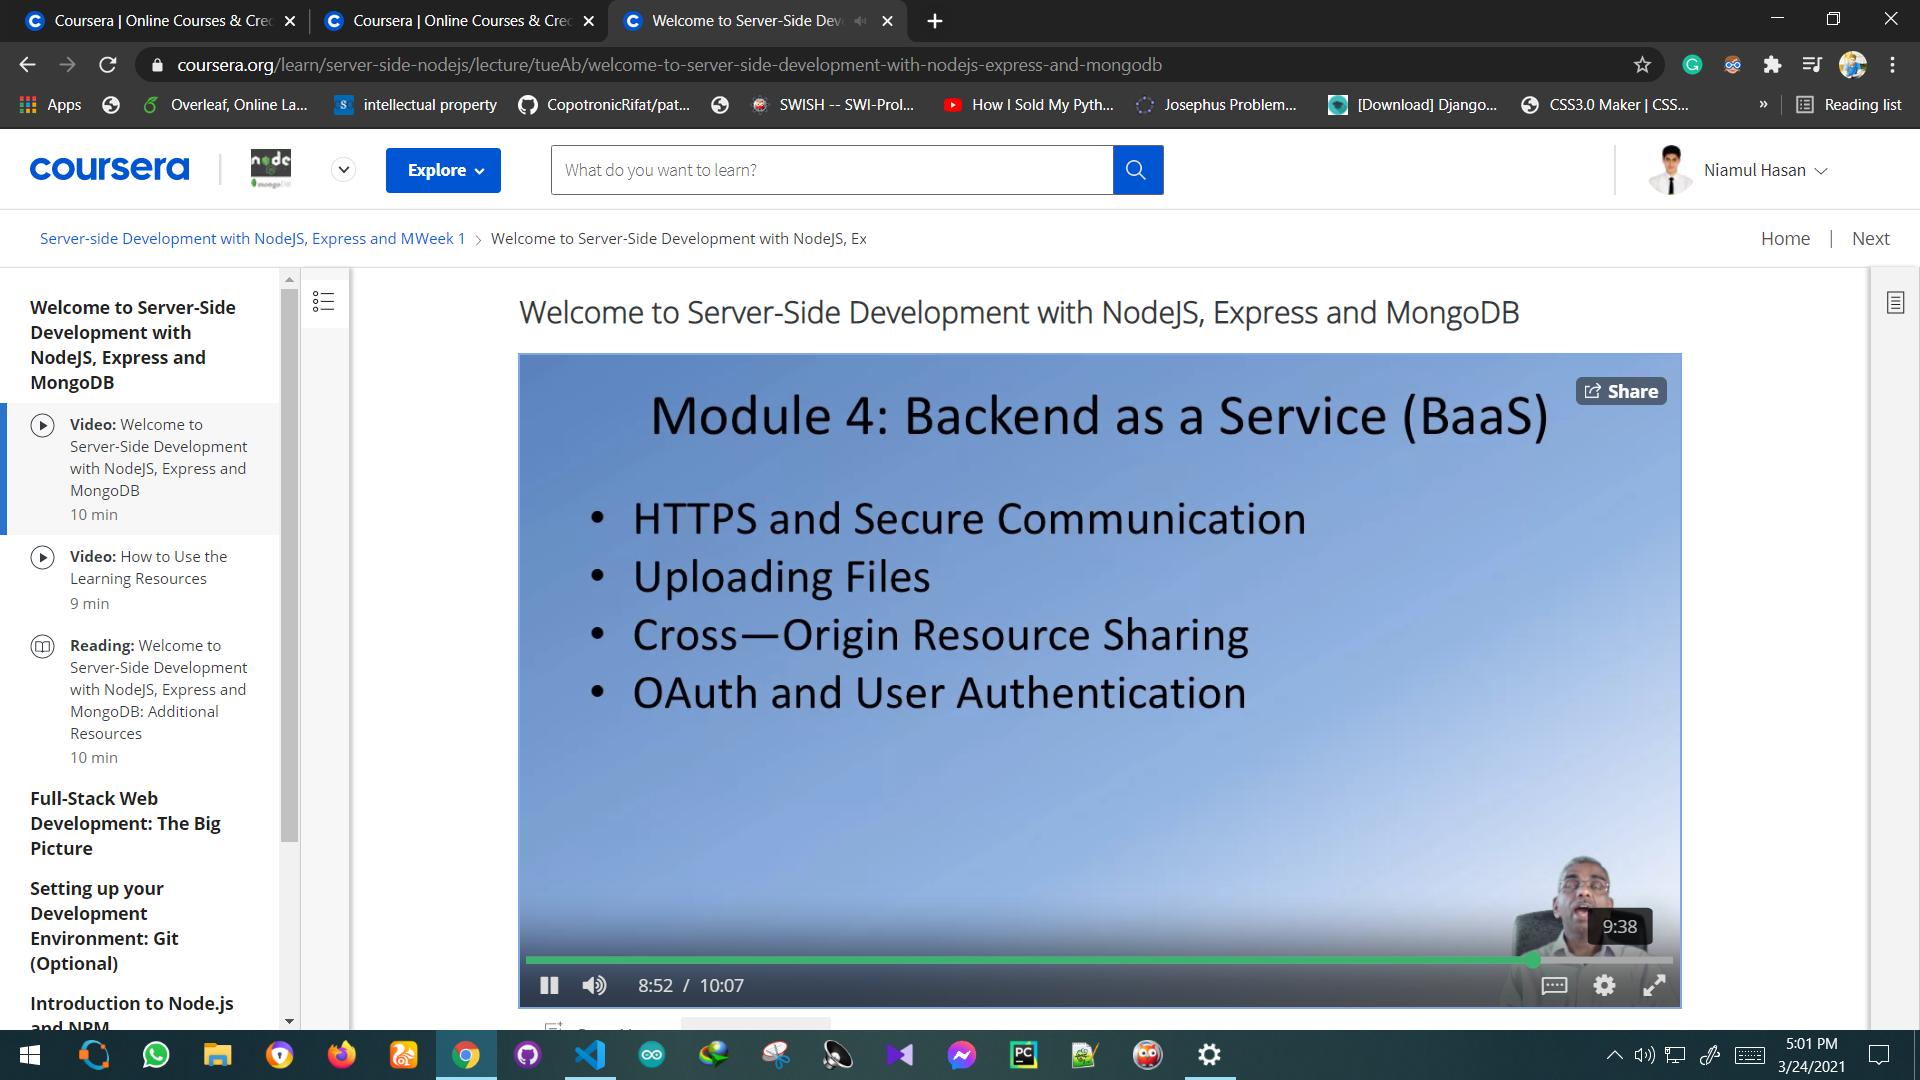 Coursera | Online Courses & Cre
Coursera | Online Courses & Cre
Welcome to Server-Side Dev
coursera.org/learn/server-side-nodejs/lecture/tueAb/welcome-to-server-side-development-with-nodejs-express-and-mongodb
Apps
Overleaf, Online La...
intellectual property
CopotronicRifat/pat...
SWISH -- SWI-Prol...
How I Sold My Pyth...
Josephus Problem...
[Download] Django...
CSS3.0 Maker | CSS...
»
Reading list
coursera
node
mongoDB
Explore
What do you want to learn?
Niamul Hasan
Server-side Development with NodeJS, Express and MWeek 1 > Welcome to Server-Side Development with NodeJS, Ex
Home | Next
Welcome to Server-Side
Development with
NodeJS, Express and
MongoDB
Video: Welcome to
Server-Side Development
with NodeJS, Express and
MongoDB
10 min
Video: How to Use the
Learning Resources
9 min
Reading: Welcome to
Server-Side Development
with NodeJS, Express and
MongoDB: Additional
Resources
10 min
Full-Stack Web
Development: The Big
Picture
Setting up your
Development
Environment: Git
(Optional)
Introduction to Node.js
and NPM
Welcome to Server-Side Development with NodeJS, Express and MongoDB
Share
Module 4: Backend as a Service (BaaS)
• HTTPS and Secure Communication
• Uploading Files
• Cross—Origin Resource Sharing
• OAuth and User Authentication
9:38
8:52 / 10:07
PC
5:01 PM
3/24/2021